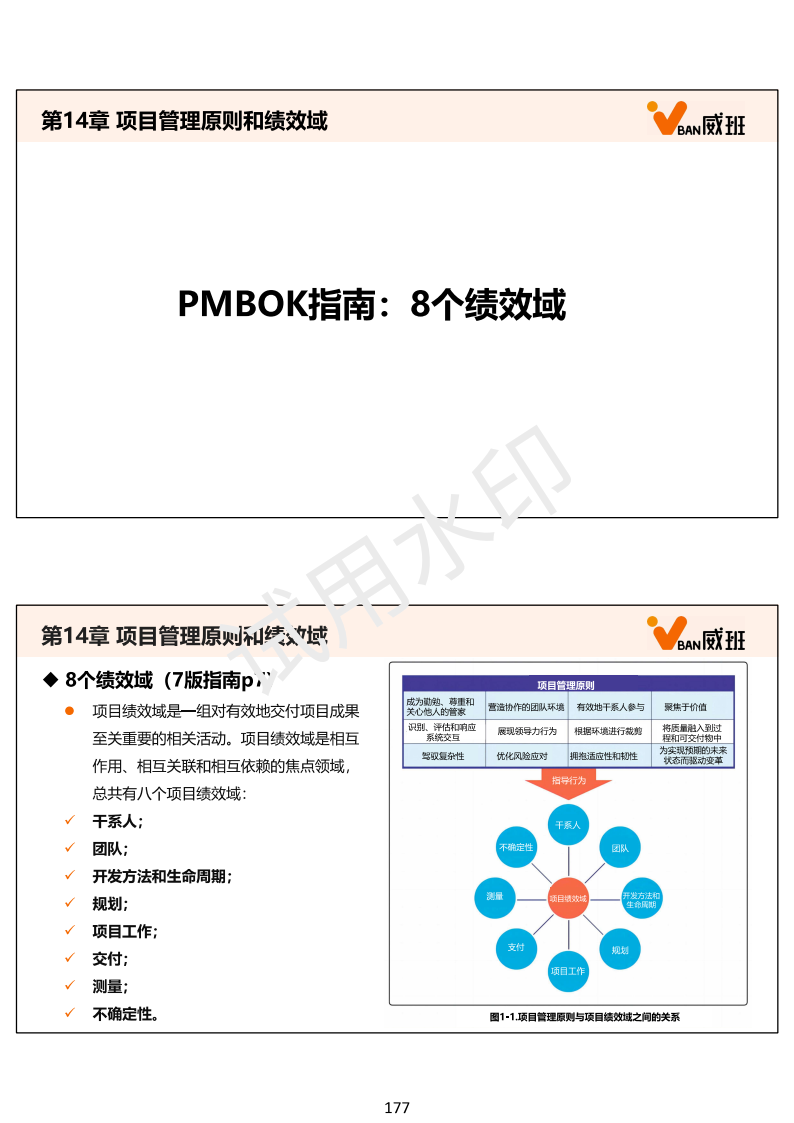 第14章 项目管理原则和绩效域
BAN威班
PMBOK指南：8个绩效域
试用水印
第14章 项目管理原则和绩效域
BAN威班
◆ 8个绩效域（7版指南p7）
● 项目绩效域是一组对有效地交付项目成果
至关重要的相关活动。项目绩效域是相互
作用、相互关联和相互依赖的焦点领域，
总共有八个项目绩效域：
✓ 干系人；
✓ 团队；
✓ 开发方法和生命周期；
✓ 规划；
✓ 项目工作；
✓ 交付；
✓ 测量；
✓ 不确定性。
项目管理原则
成为勤勉、尊重和
关心他人的管家
营造协作的团队环境
有效地干系人参与
聚焦于价值
识别、评估和响应
系统交互
展现领导力行为
根据环境进行裁剪
将质量融入到过
程和可交付物中
驾驭复杂性
优化风险应对
拥抱适应性和韧性
为实现预期的未来
状态而驱动变革
指导行为
干系人
不确定性
团队
测量
项目绩效域
开发方法和
生命周期
支付
规划
项目工作
图1-1.项目管理原则与项目绩效域之间的关系
177